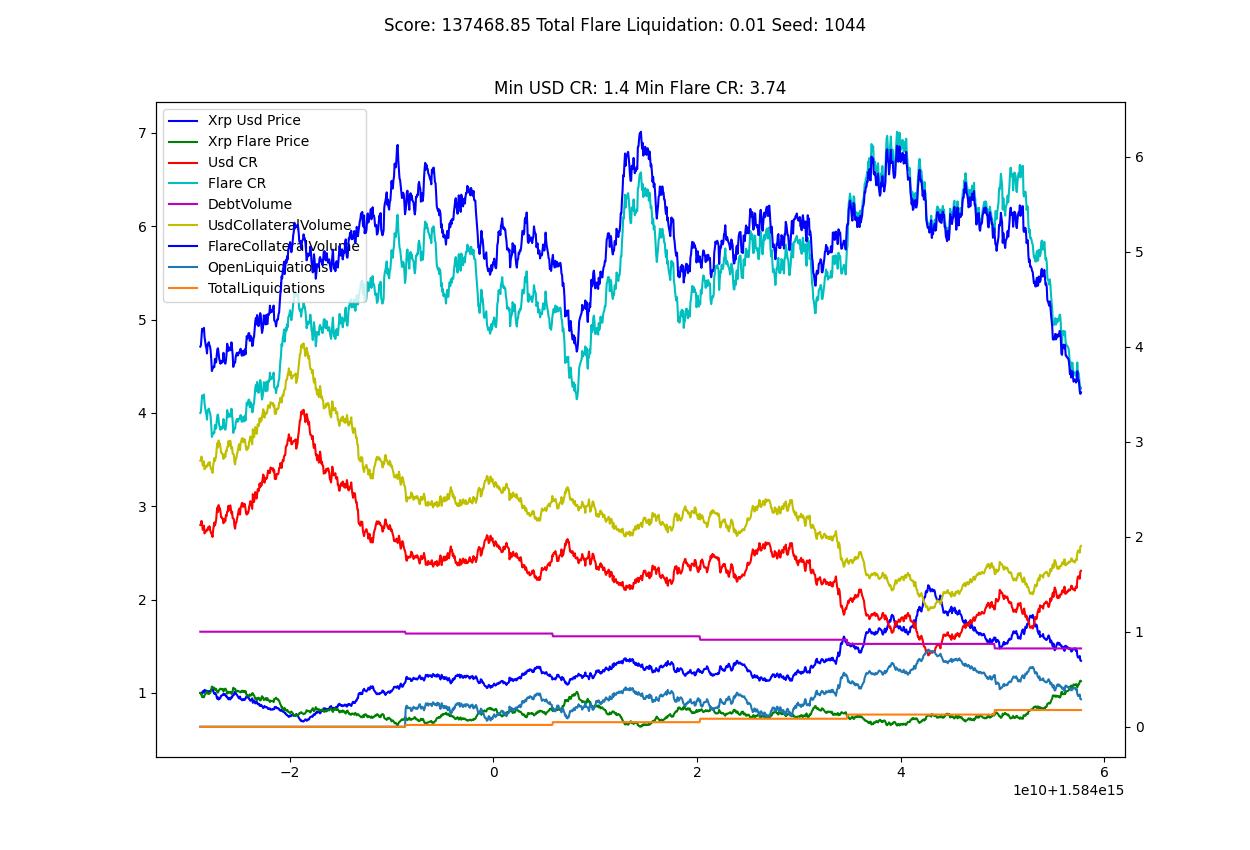 Score: 137468.85 Total Flare Liquidation: 0.01 Seed: 1044
Min USD CR: 1.4 Min Flare CR: 3.74
Xrp Usd Price
Xrp Flare Price
Usd CR
Flare CR
DebtVolume
UsdCollateralVolume
FlareCollateralVolume
OpenLiquidations
TotalLiquidations
7
6
5
4
3
2
1
6
5
4
3
2
1
0
−2
0
2
4
6
1e10+1.584e15